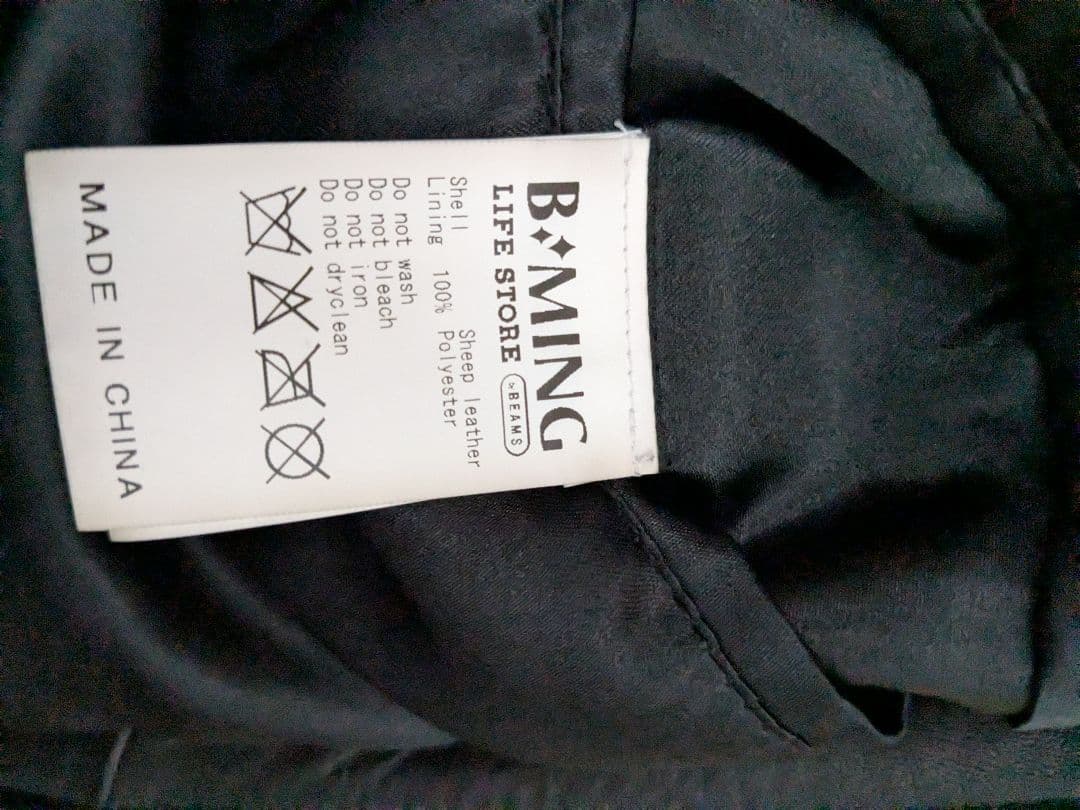 B✦✦MING
LIFE STORE by BEAMS
Shell Sheep leather
Lining 100% Polyester
Do not wash
Do not bleach
Do not iron
Do not dryclean
MADE IN CHINA